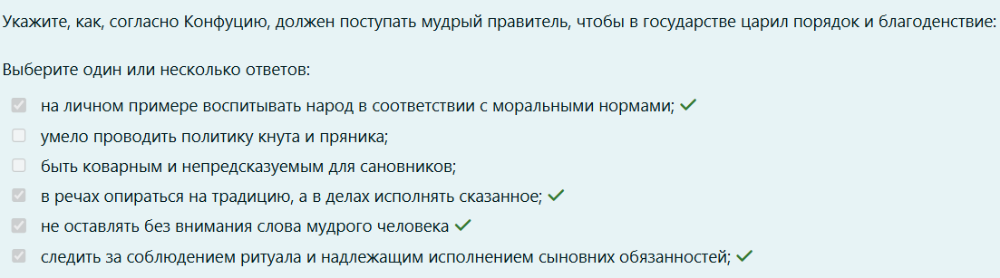 Укажите, как, согласно Конфуцию, должен поступать мудрый правитель, чтобы в государстве царил порядок и благоденствие:
Выберите один или несколько ответов:
на личном примере воспитывать народ в соответствии с моральными нормами;
умело проводить политику кнута и пряника;
быть коварным и непредсказуемым для сановников;
в речах опираться на традицию, а в делах исполнять сказанное;
не оставлять без внимания слова мудрого человека
следить за соблюдением ритуала и надлежащим исполнением сыновних обязанностей;